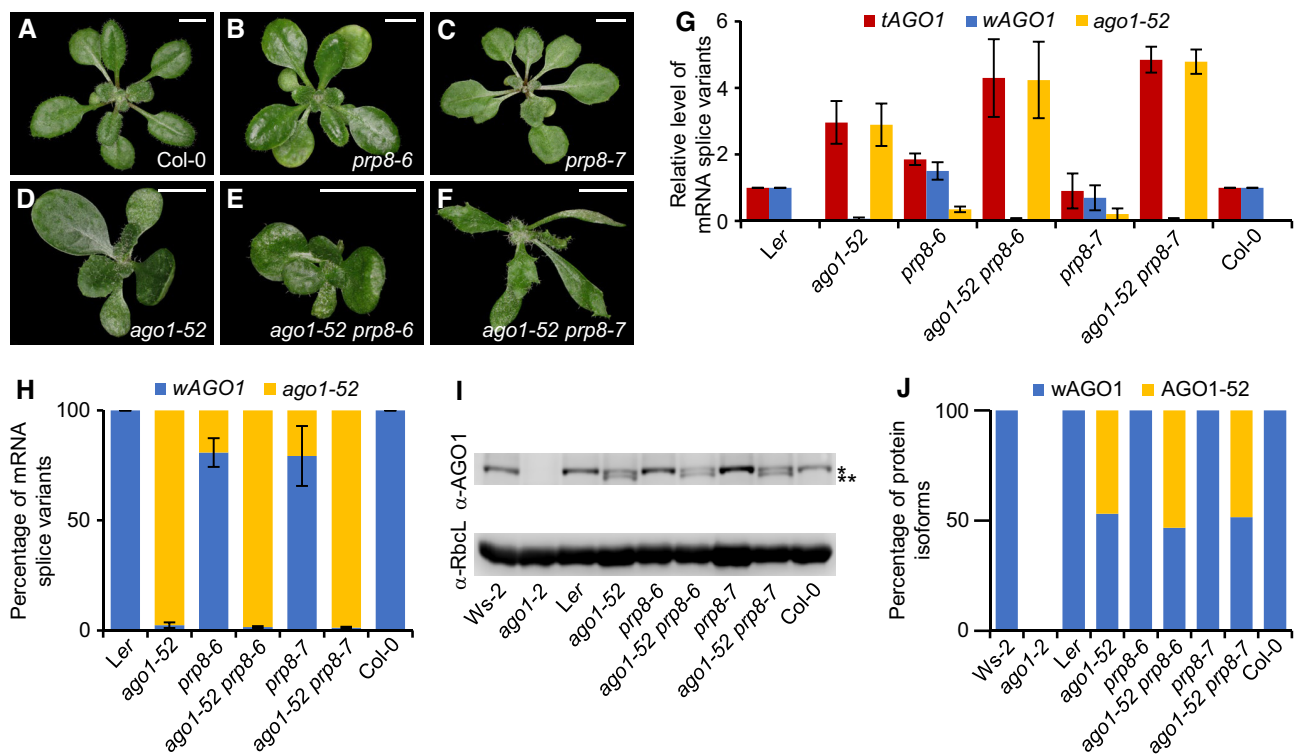 A
Col-0
B
prp8-6
C
prp8-7
D
ago1-52
E
ago1-52 prp8-6
F
ago1-52 prp8-7
G
tAGO1 wAGO1 ago1-52
Relative level of
mRNA splice variants
6
4
2
0
Ler
ago1-52
prp8-6
ago1-52 prp8-6
prp8-7
ago1-52 prp8-7
Col-0
H
wAGO1 ago1-52
Percentage of mRNA
splice variants
100
50
0
Ler
ago1-52
prp8-6
ago1-52 prp8-6
prp8-7
ago1-52 prp8-7
Col-0
I
α-AGO1
*
**
α-RbcL
Ws-2
ago1-2
Ler
ago1-52
prp8-6
ago1-52 prp8-6
prp8-7
ago1-52 prp8-7
Col-0
J
wAGO1 AGO1-52
Percentage of protein
isoforms
100
50
0
Ws-2
ago1-2
Ler
ago1-52
prp8-6
ago1-52 prp8-6
prp8-7
ago1-52 prp8-7
Col-0